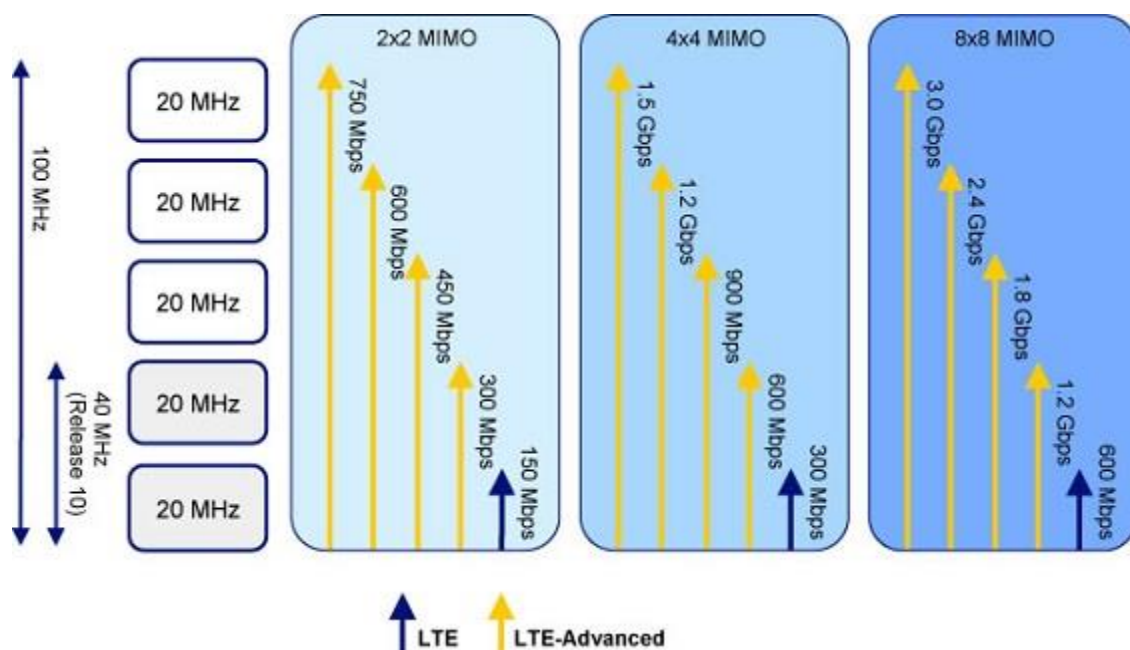 100 MHz
40 MHz
(Release 10)
20 MHz
20 MHz
20 MHz
20 MHz
20 MHz
2x2 MIMO
750 Mbps
600 Mbps
450 Mbps
300 Mbps
150 Mbps
4x4 MIMO
1.5 Gbps
1.2 Gbps
900 Mbps
600 Mbps
300 Mbps
8x8 MIMO
3.0 Gbps
2.4 Gbps
1.8 Gbps
1.2 Gbps
600 Mbps
LTE
LTE-Advanced